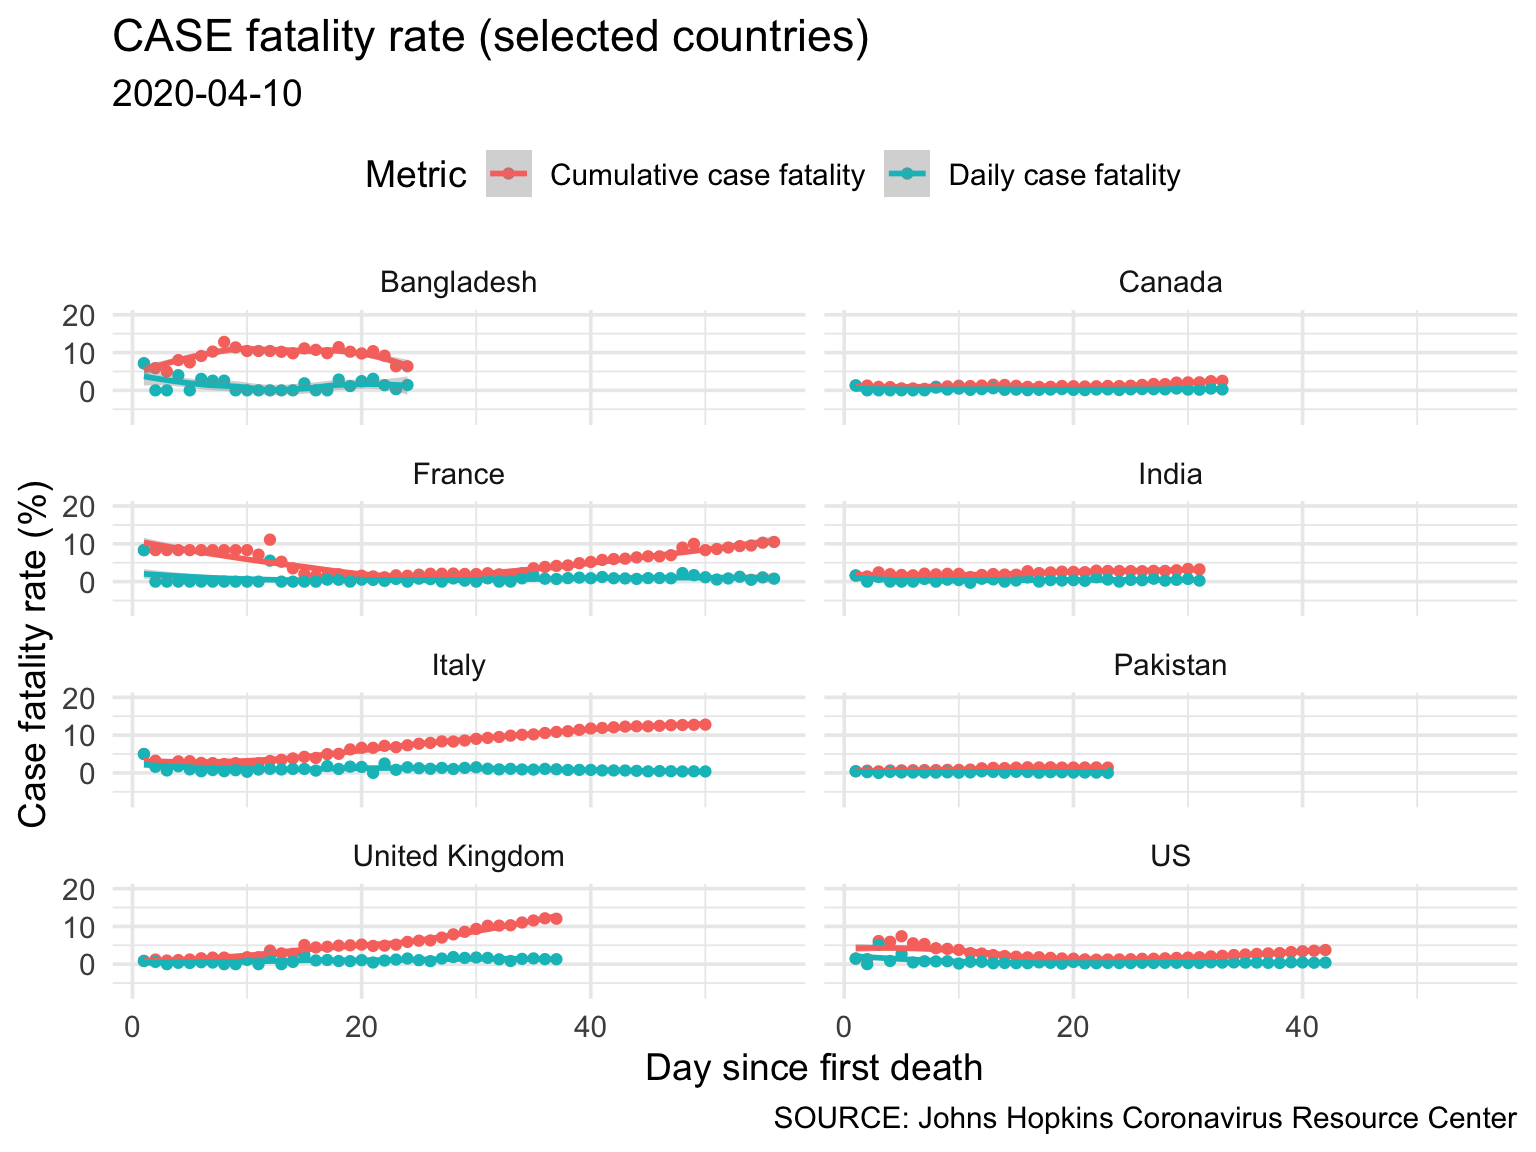 CASE fatality rate (selected countries)
2020-04-10
Metric Cumulative case fatality Daily case fatality
Bangladesh Canada
20
10
0
France India
20
10
0
Italy Pakistan
20
10
0
United Kingdom US
20
10
0
0 20 40 0 20 40
Case fatality rate (%)
Day since first death
SOURCE: Johns Hopkins Coronavirus Resource Center